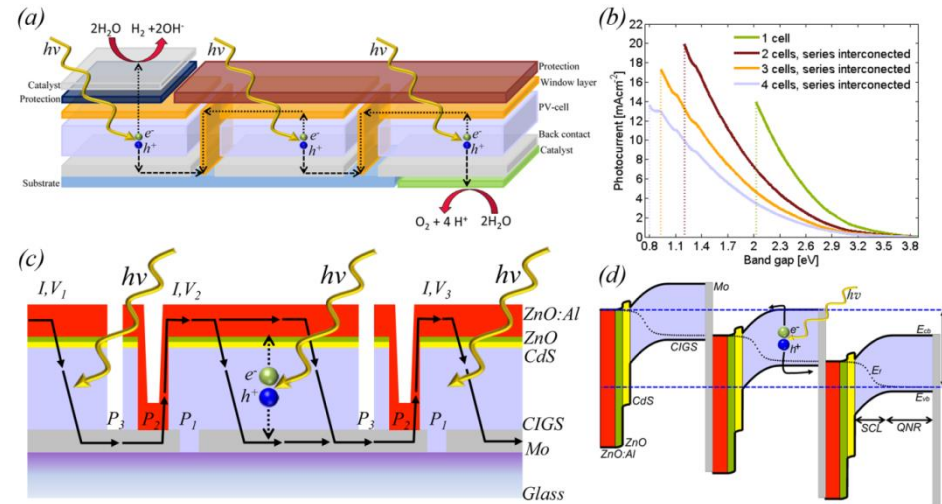 (a)
2H₂O H₂ +2OH⁻
hν
hν
hν
Catalyst
Protection
Protection
Window layer
PV-cell
Back contact
Catalyst
e⁻
h⁺
e⁻
h⁺
e⁻
h⁺
Substrate
O₂ + 4 H⁺ 2H₂O
(b)
Photocurrent [mAcm⁻²]
22
20
18
16
14
12
10
8
6
4
2
0
1 cell
2 cells, series interconected
3 cells, series interconected
4 cells, series interconected
0.8 1.1 1.4 1.7 2 2.3 2.6 2.9 3.2 3.5 3.8
Band gap [eV]
(c)
hν
hν
hν
I,V₁
I,V₂
I,V₃
ZnO:Al
ZnO
CdS
e⁻
h⁺
P₃
P₂
P₁
P₃
P₂
P₁
CIGS
Mo
Glass
(d)
Mo
hν
e⁻
h⁺
CIGS
E_cb
E_f
E_vb
CdS
SCL
QNR
ZnO
ZnO:Al